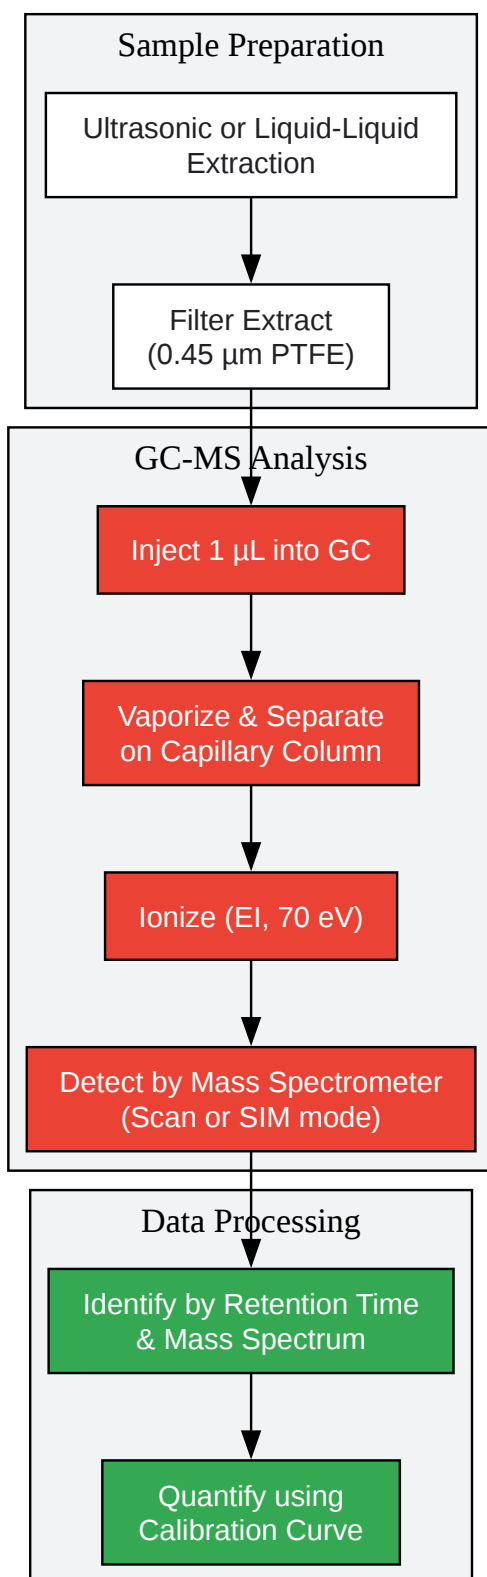 Sample Preparation
Ultrasonic or Liquid-Liquid
Extraction
Filter Extract
(0.45 µm PTFE)
GC-MS Analysis
Inject 1 µL into GC
Vaporize & Separate
on Capillary Column
Ionize (EI, 70 eV)
Detect by Mass Spectrometer
(Scan or SIM mode)
Data Processing
Identify by Retention Time
& Mass Spectrum
Quantify using
Calibration Curve